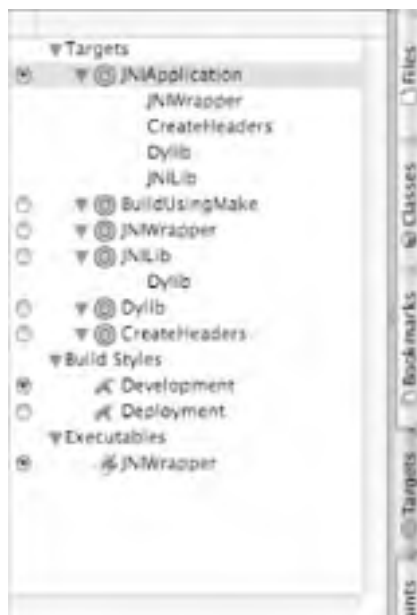 Targets
JNIApplication
JNIWrapper
CreateHeaders
Dylib
JNILib
BuildUsingMake
JNIWrapper
JNILib
Dylib
Dylib
CreateHeaders
Build Styles
Development
Deployment
Executables
JNIWrapper
Files
Classes
Bookmarks
Targets